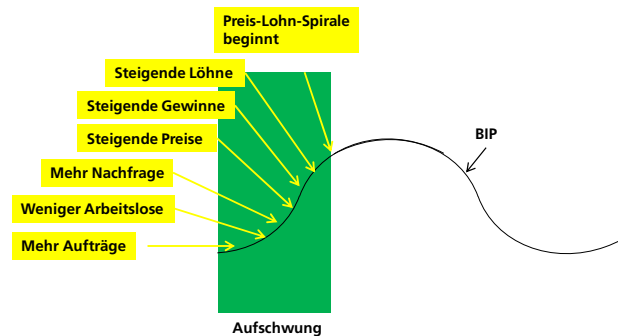 Preis-Lohn-Spirale
beginnt
Steigende Löhne
Steigende Gewinne
Steigende Preise
BIP
Mehr Nachfrage
Weniger Arbeitslose
Mehr Aufträge
Aufschwung